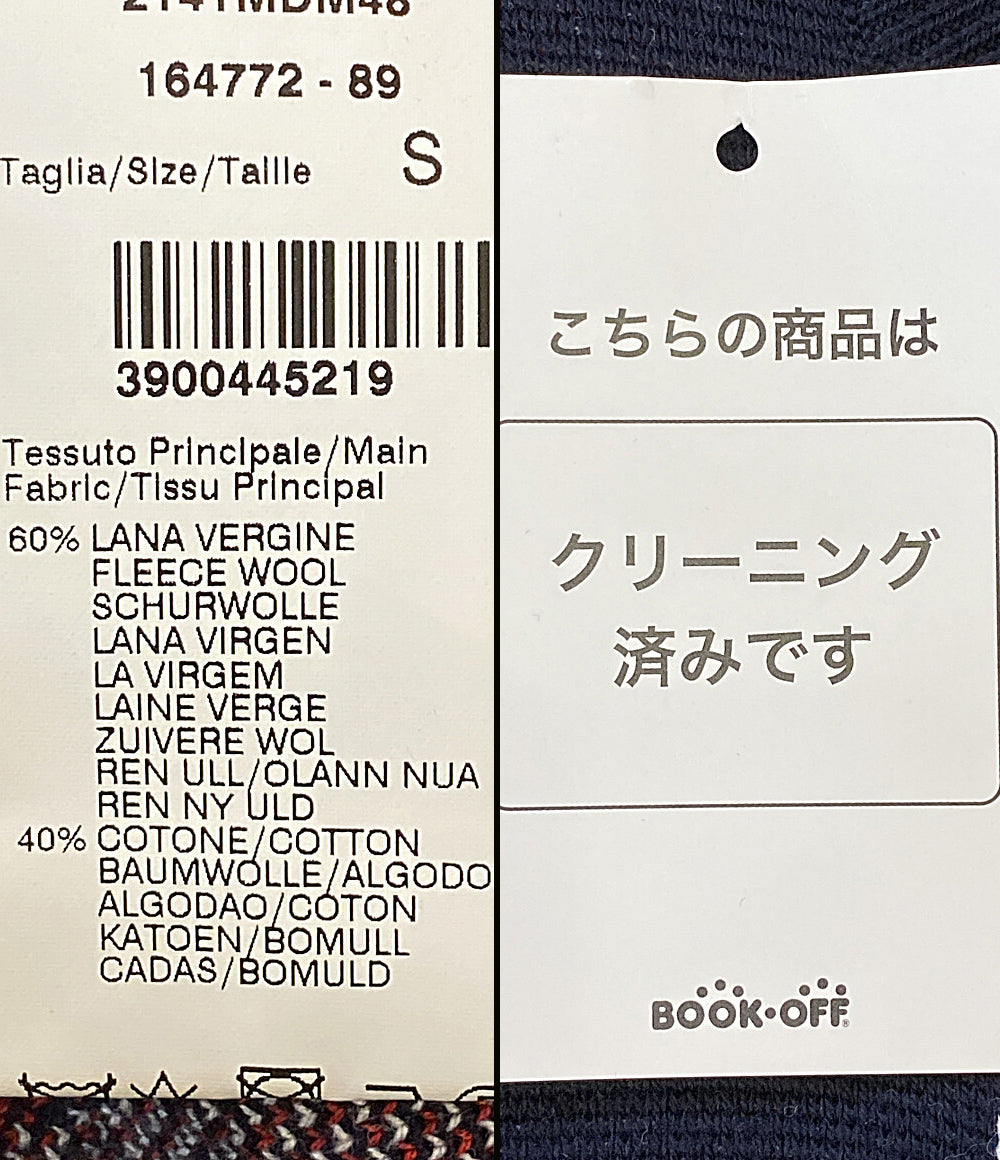 2141MDM48
164772 - 89
Taglia/Size/Taille S
3900445219
Tessuto Principale/Main
Fabric/Tissu Principal
60% LANA VERGINE
FLEECE WOOL
SCHURWOLLE
LANA VIRGEN
LA VIRGEM
LAINE VERGE
ZUIVERE WOL
REN ULL/OLANN NUA
REN NY ULD
40% COTONE/COTTON
BAUMWOLLE/ALGODO
ALGODAO/COTON
KATOEN/BOMULL
CADAS/BOMULD
こちらの商品は
クリーニング
済みです
BOOK・OFF